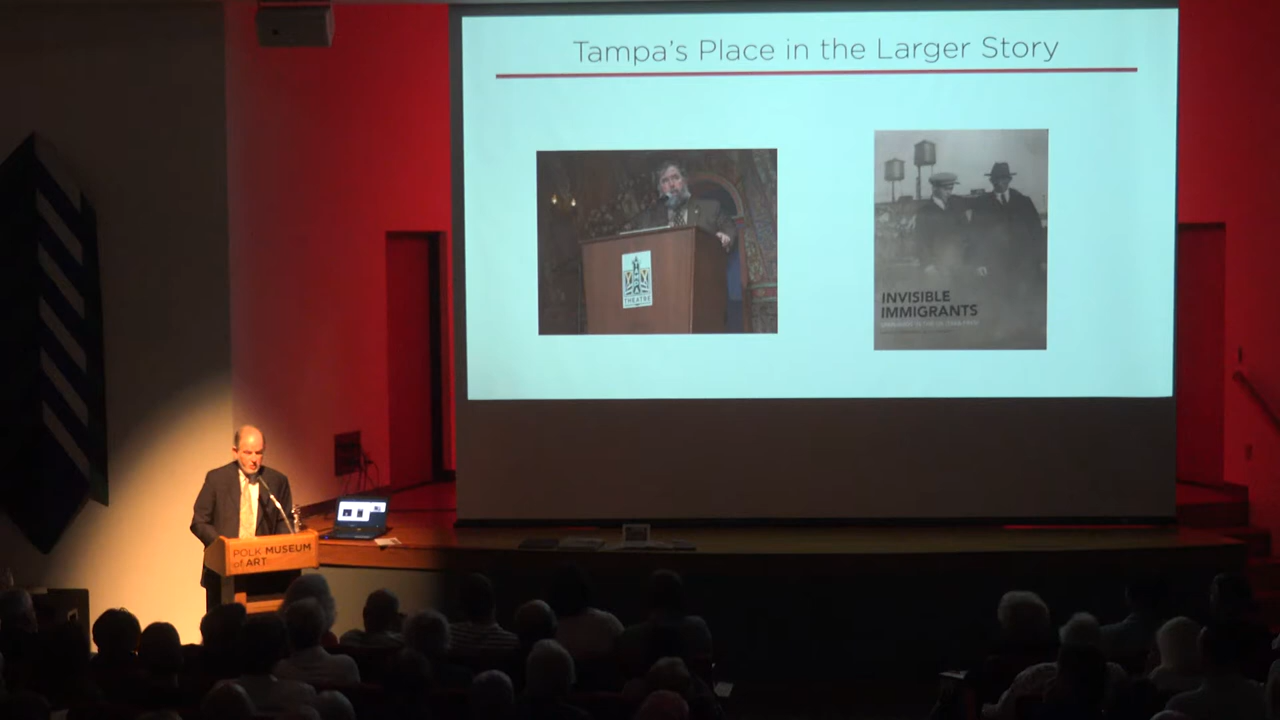 Tampa's Place in the Larger Story
THEATRE
INVISIBLE
IMMIGRANTS
POLK MUSEUM
of ART